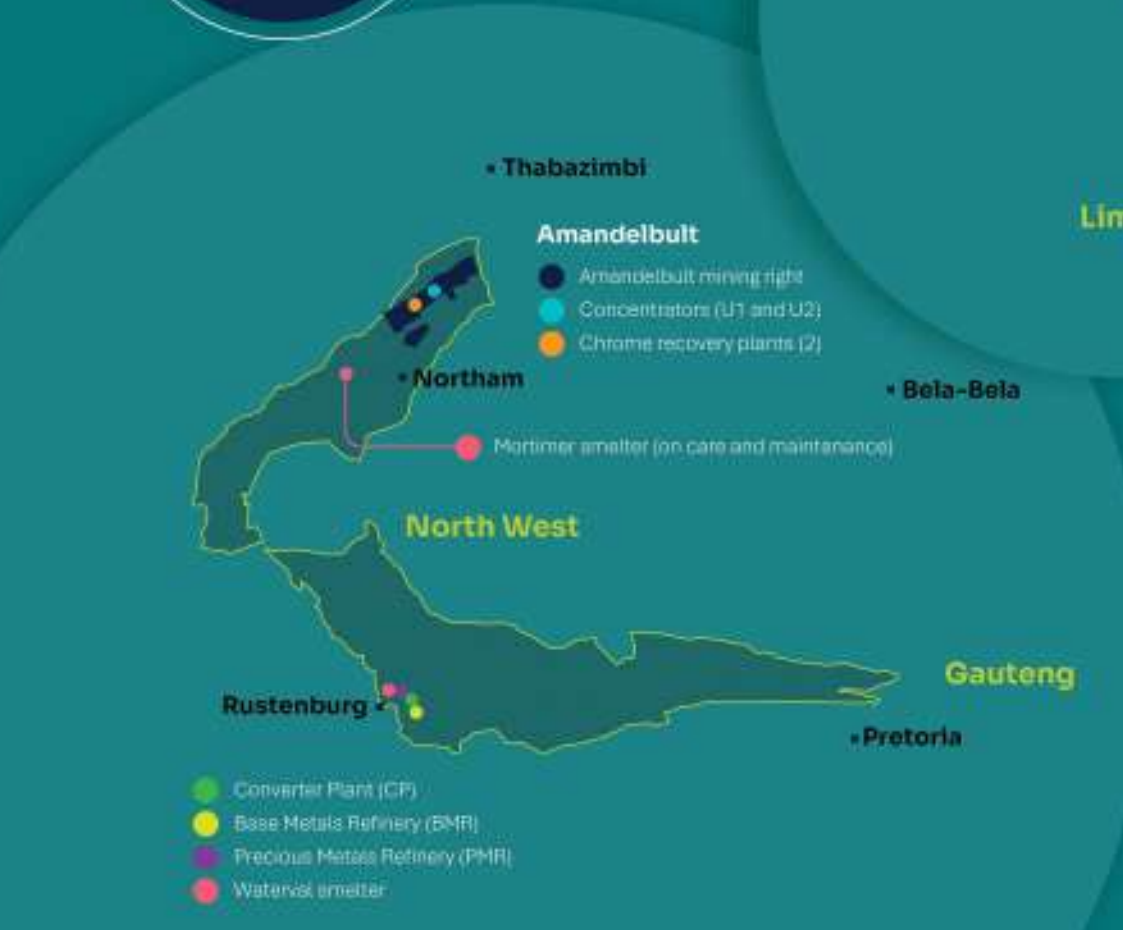 Thabazimbi
Lim
Amandelbult
Amandelbult mining right
Concentrators (U1 and U2)
Chrome recovery plants (2)
Northam
Bela-Bela
Mortimer smelter (on care and maintenance)
North West
Gauteng
Rustenburg
Pretoria
Converter Plant (CP)
Base Metals Refinery (BMR)
Precious Metals Refinery (PMR)
Waterval smelter